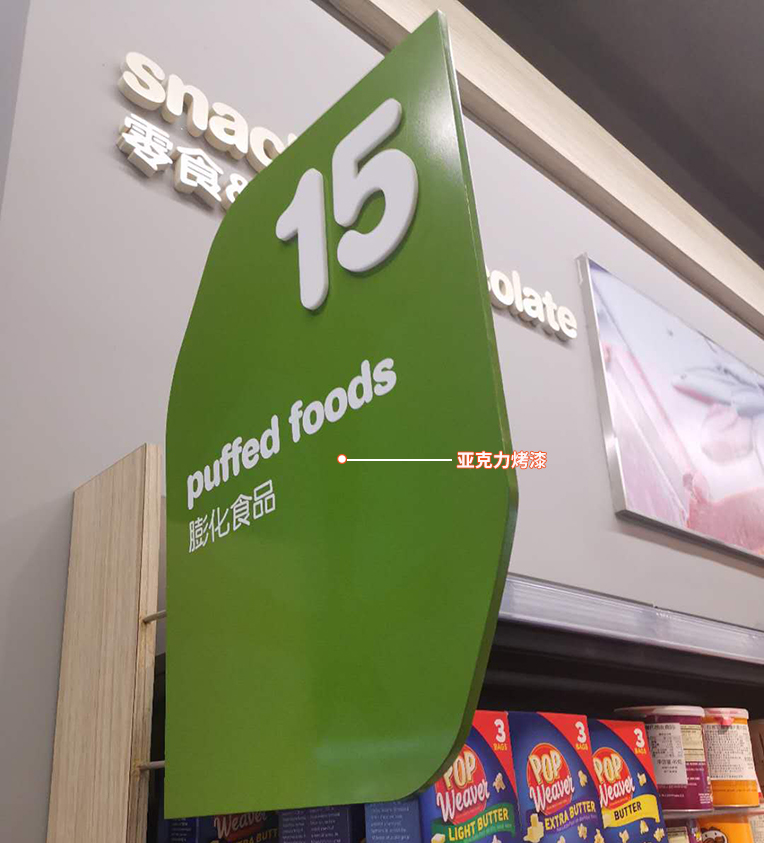 snac
零食&
olate
15
puffed foods
膨化食品
亚克力烤漆
3
BAGS
POP
Weaver
LIGHT BUTTER
3
BAGS
POP
Weaver
EXTRA BUTTER
3
BAGS
POP
Weaver
BUTTER
Weaver